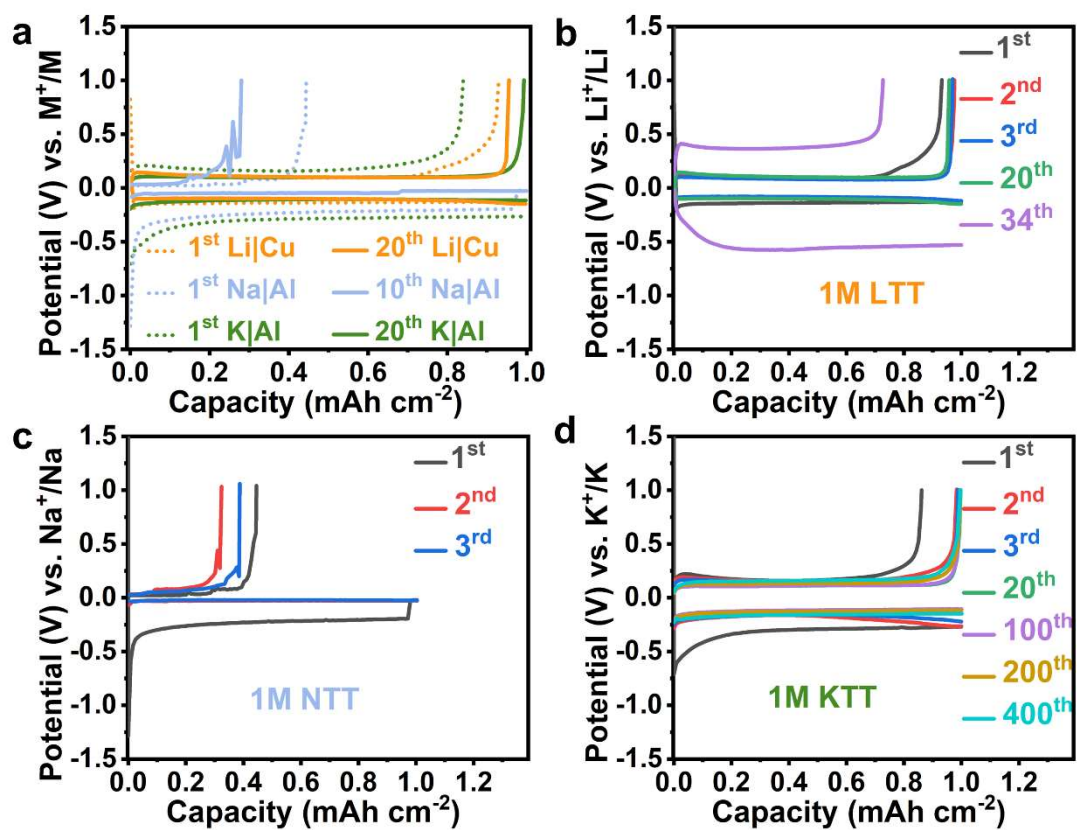 a
Potential (V) vs. M⁺/M
1.5
1.0
0.5
0.0
-0.5
-1.0
-1.5
1ˢᵗ Li|Cu 20ᵗʰ Li|Cu
1ˢᵗ Na|Al 10ᵗʰ Na|Al
1ˢᵗ K|Al 20ᵗʰ K|Al
0.0 0.2 0.4 0.6 0.8 1.0
Capacity (mAh cm⁻²)
b
Potential (V) vs. Li⁺/Li
1.5
1.0
0.5
0.0
-0.5
-1.0
-1.5
1ˢᵗ
2ⁿᵈ
3ʳᵈ
20ᵗʰ
34ᵗʰ
1M LTT
0.0 0.2 0.4 0.6 0.8 1.0 1.2
Capacity (mAh cm⁻²)
c
Potential (V) vs. Na⁺/Na
1.5
1.0
0.5
0.0
-0.5
-1.0
-1.5
1ˢᵗ
2ⁿᵈ
3ʳᵈ
1M NTT
0.0 0.2 0.4 0.6 0.8 1.0 1.2
Capacity (mAh cm⁻²)
d
Potential (V) vs. K⁺/K
1.5
1.0
0.5
0.0
-0.5
-1.0
-1.5
1ˢᵗ
2ⁿᵈ
3ʳᵈ
20ᵗʰ
100ᵗʰ
200ᵗʰ
400ᵗʰ
1M KTT
0.0 0.2 0.4 0.6 0.8 1.0 1.2
Capacity (mAh cm⁻²)